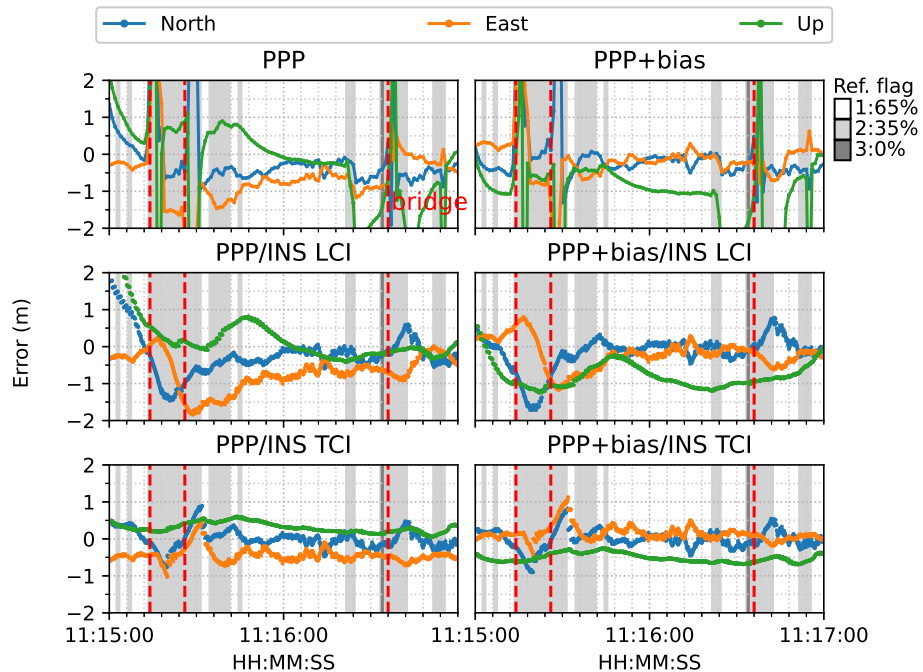 North East Up
PPP PPP+bias
Ref. flag
1:65%
2:35%
3:0%
2
1
0
−1
−2
bridge
PPP/INS LCI PPP+bias/INS LCI
Error (m)
2
1
0
−1
−2
PPP/INS TCI PPP+bias/INS TCI
2
1
0
−1
−2
11:15:00 11:16:00 11:15:00 11:16:00 11:17:00
HH:MM:SS HH:MM:SS